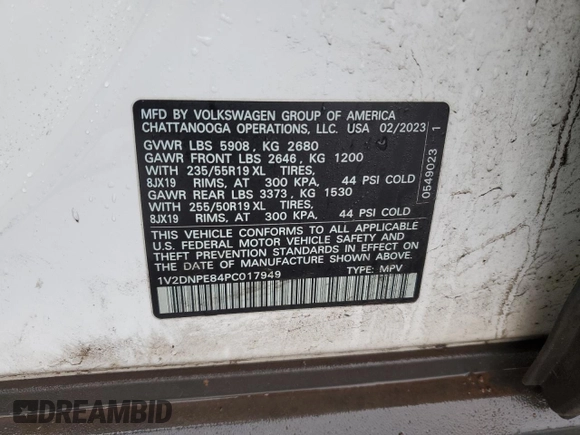 MFD BY VOLKSWAGEN GROUP OF AMERICA
CHATTANOOGA OPERATIONS, LLC. USA 02/2023
GVWR LBS 5908, KG 2680
GAWR FRONT LBS 2646, KG 1200
WITH 235/55R19 XL TIRES,
8JX19 RIMS, AT 300 KPA, 44 PSI COLD
GAWR REAR LBS 3373, KG 1530
WITH 255/50R19 XL TIRES,
8JX19 RIMS, AT 300 KPA, 44 PSI COLD
THIS VEHICLE CONFORMS TO ALL APPLICABLE
U.S. FEDERAL MOTOR VEHICLE SAFETY AND
THEFT PREVENTION STANDARDS IN EFFECT ON
THE DATE OF MANUFACTURE SHOWN ABOVE.
1V2DNPE84PC017949 TYPE: MPV
0549023 1
DREAMBID